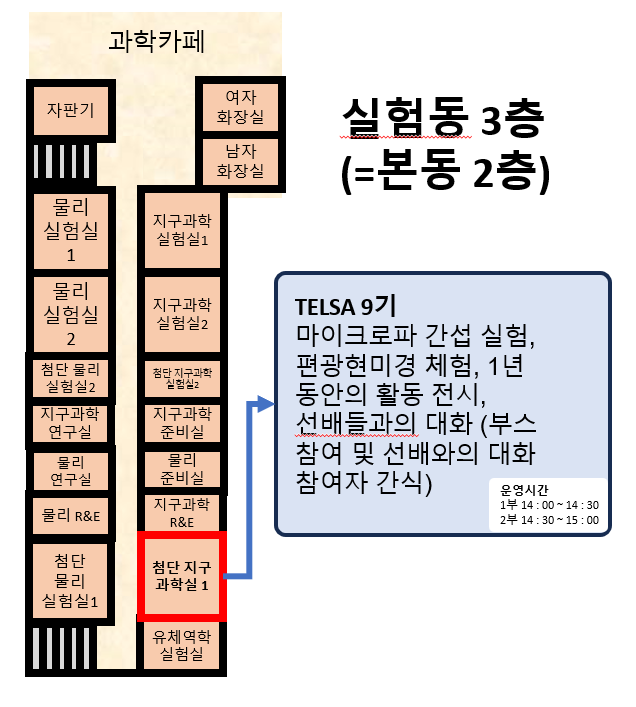 과학카페
자판기
여자
화장실
남자
화장실
실험동 3층
(=본동 2층)
물리
실험실
1
지구과학
실험실1
물리
실험실
2
지구과학
실험실2
첨단 물리
실험실2
첨단 지구과학
실험실2
지구과학
연구실
지구과학
준비실
물리
연구실
물리
준비실
물리 R&E
지구과학
R&E
첨단
물리
실험실1
첨단 지구
과학실 1
유체역학
실험실
TELSA 9기
마이크로파 간섭 실험,
편광현미경 체험, 1년
동안의 활동 전시,
선배들과의 대화 (부스
참여 및 선배와의 대화
참여자 간식)
운영시간
1부 14 : 00 ~ 14 : 30
2부 14 : 30 ~ 15 : 00